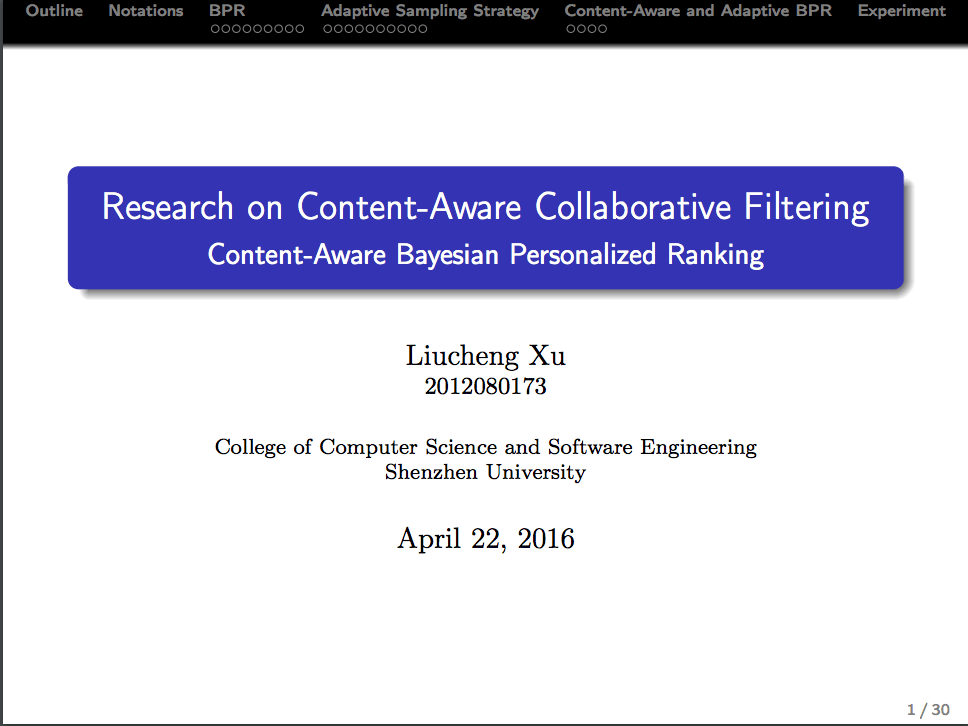 Outline Notations BPR Adaptive Sampling Strategy Content-Aware and Adaptive BPR Experiment
Research on Content-Aware Collaborative Filtering
Content-Aware Bayesian Personalized Ranking
Liucheng Xu
2012080173
College of Computer Science and Software Engineering
Shenzhen University
April 22, 2016
1 / 30